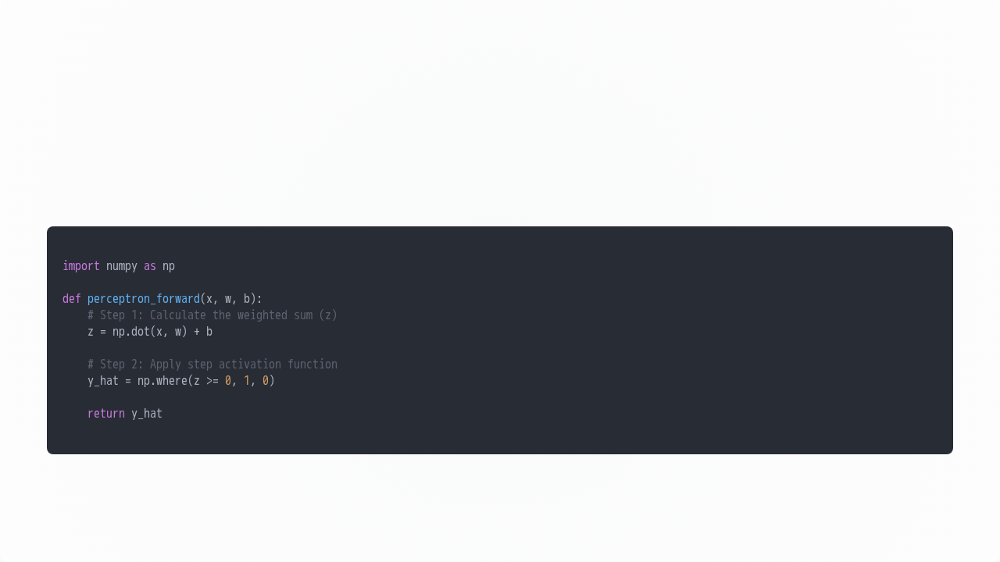 import numpy as np
def perceptron_forward(x, w, b):
    # Step 1: Calculate the weighted sum (z)
    z = np.dot(x, w) + b
    # Step 2: Apply step activation function
    y_hat = np.where(z >= 0, 1, 0)
    return y_hat